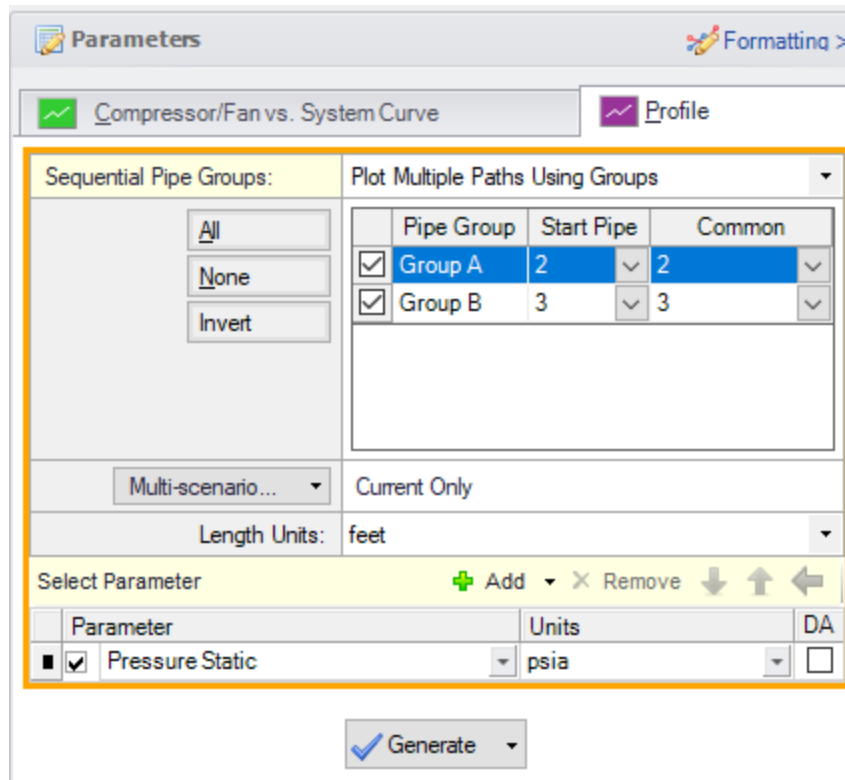 Parameters Formatting >
Compressor/Fan vs. System Curve Profile
Sequential Pipe Groups: Plot Multiple Paths Using Groups
All
None
Invert
Pipe Group Start Pipe Common
Group A 2 2
Group B 3 3
Multi-scenario... Current Only
Length Units: feet
Select Parameter Add Remove
Parameter Units DA
Pressure Static psia
Generate